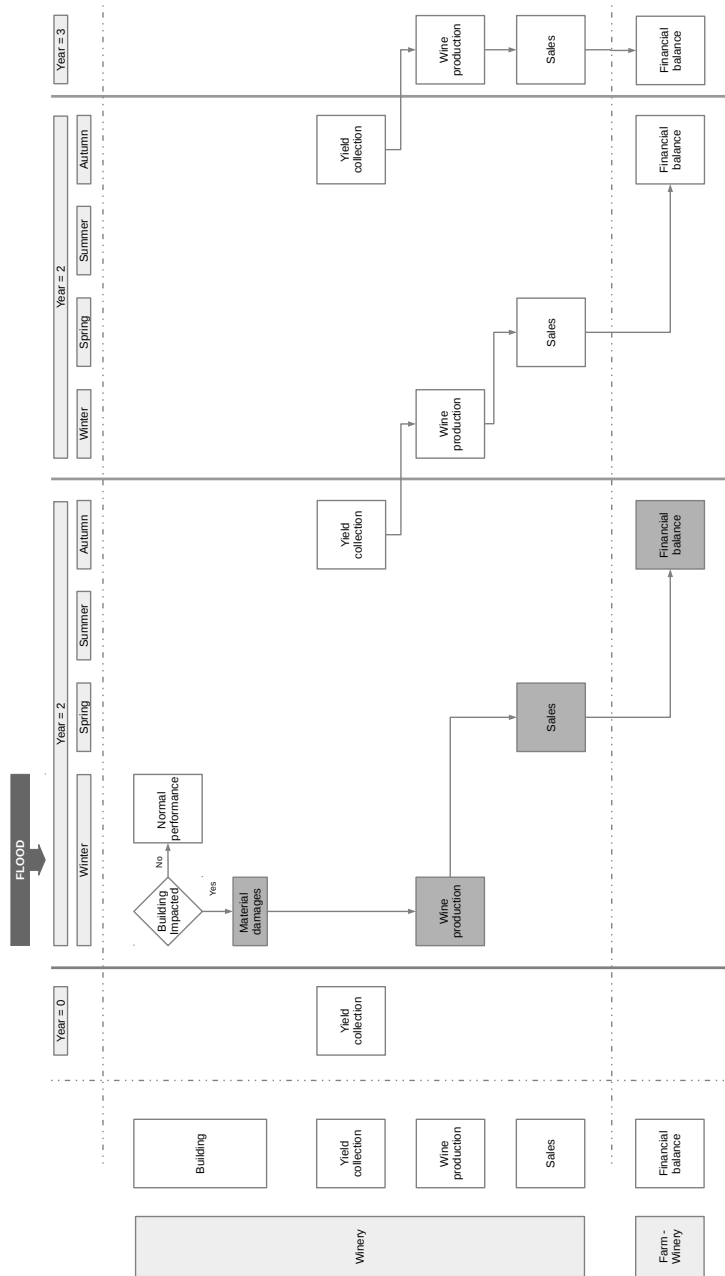 FLOOD
Year = 0
Year = 2
Year = 2
Year = 3
Winter
Spring
Summer
Autumn
Winter
Spring
Summer
Autumn
Winery
Building
Building
Impacted
No
Normal
performance
Yes
Material
damages
Yield
collection
Yield
collection
Yield
collection
Yield
collection
Wine
production
Wine
production
Wine
production
Wine
production
Sales
Sales
Sales
Sales
Farm -
Winery
Financial
balance
Financial
balance
Financial
balance
Financial
balance